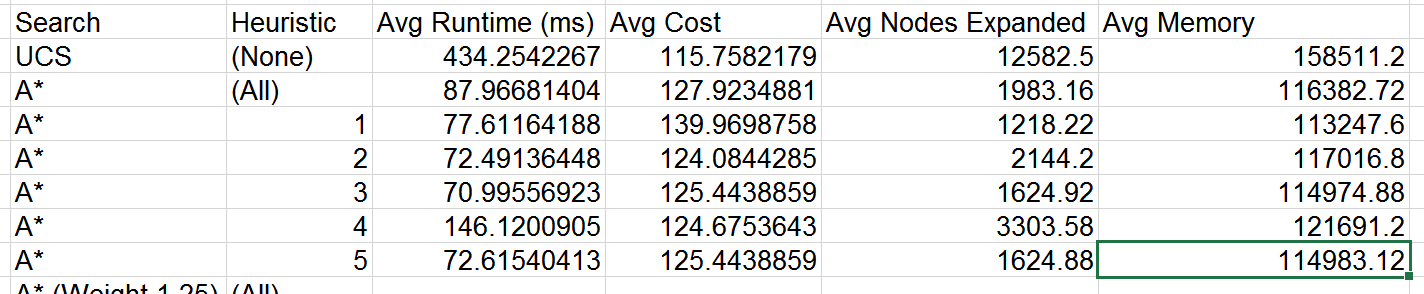 Search Heuristic Avg Runtime (ms) Avg Cost Avg Nodes Expanded Avg Memory
UCS (None) 434.2542267 115.7582179 12582.5 158511.2
A* (All) 87.96681404 127.9234881 1983.16 116382.72
A* 1 77.61164188 139.9698758 1218.22 113247.6
A* 2 72.49136448 124.0844285 2144.2 117016.8
A* 3 70.99556923 125.4438859 1624.92 114974.88
A* 4 146.1200905 124.6753643 3303.58 121691.2
A* 5 72.61540413 125.4438859 1624.88 114983.12
A* (Weight 1.25) (All)